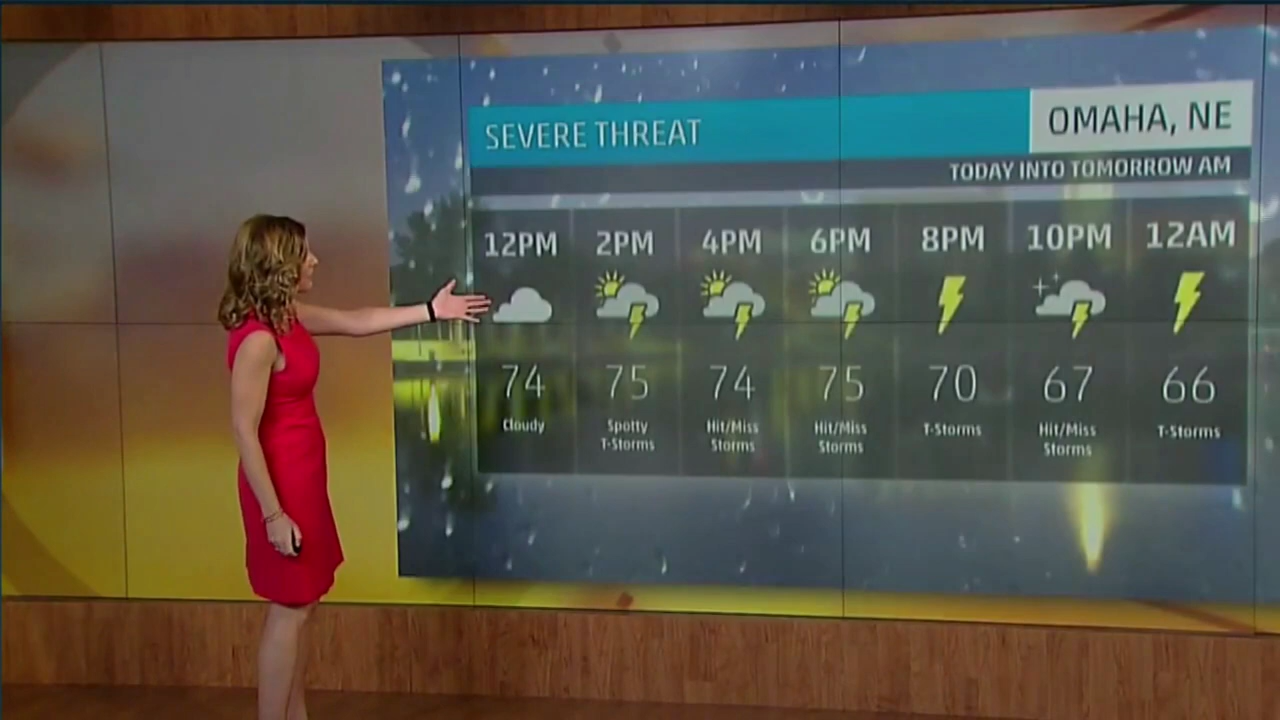 SEVERE THREAT
OMAHA, NE
TODAY INTO TOMORROW AM
12PM 2PM 4PM 6PM 8PM 10PM 12AM
74 75 74 75 70 67 66
Cloudy Spotty Hit/Miss Hit/Miss T-Storms Hit/Miss T-Storms
T-Storms Storms Storms Storms